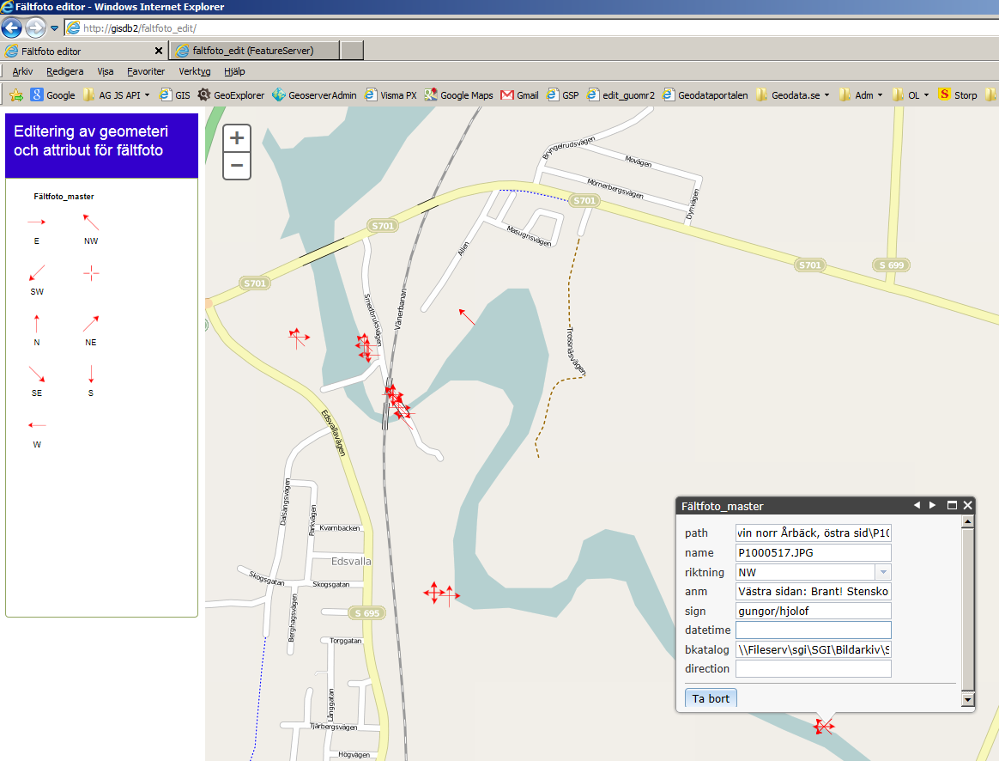 Fältfoto editor - Windows Internet Explorer
http://gisdb2/faltfoto_edit/
Fältfoto editor
faltfoto_edit (FeatureServer)
Arkiv Redigera Visa Favoriter Verktyg Hjälp
Google AG JS API GIS GeoExplorer GeoserverAdmin Visma PX Google Maps Gmail GSP edit_guomr2 Geodataportalen Geodata.se Adm OL Storp
Editering av geometeri
och attribut för fältfoto
Fältfoto_master
E NW
SW
N NE
SE S
W
+
−
Bryngelrudsvägen
Movägen
Mörnerbergsvägen
Dynvägen
S701
S701
Masugnsvägen
Allen
S701
S 699
S701
Vänerbanan
Smedbruksvägen
Trossnäsvägen
Edsvallavägen
Dalsängsvägen
Parkvägen
Kvarnbacken
Edsvalla
Skogsgatan
Skogsgatan
Berghagsvägen
S 695
Torggatan
Långgatan
Tjärbergsvägen
Högvägen
Fältfoto_master
path vin norr Årbäck, östra sid\P10
name P1000517.JPG
riktning NW
anm Västra sidan: Brant! Stensko
sign gungor/hjolof
datetime
bkatalog \\Fileserv\sgi\SGI\Bildarkiv\S
direction
Ta bort